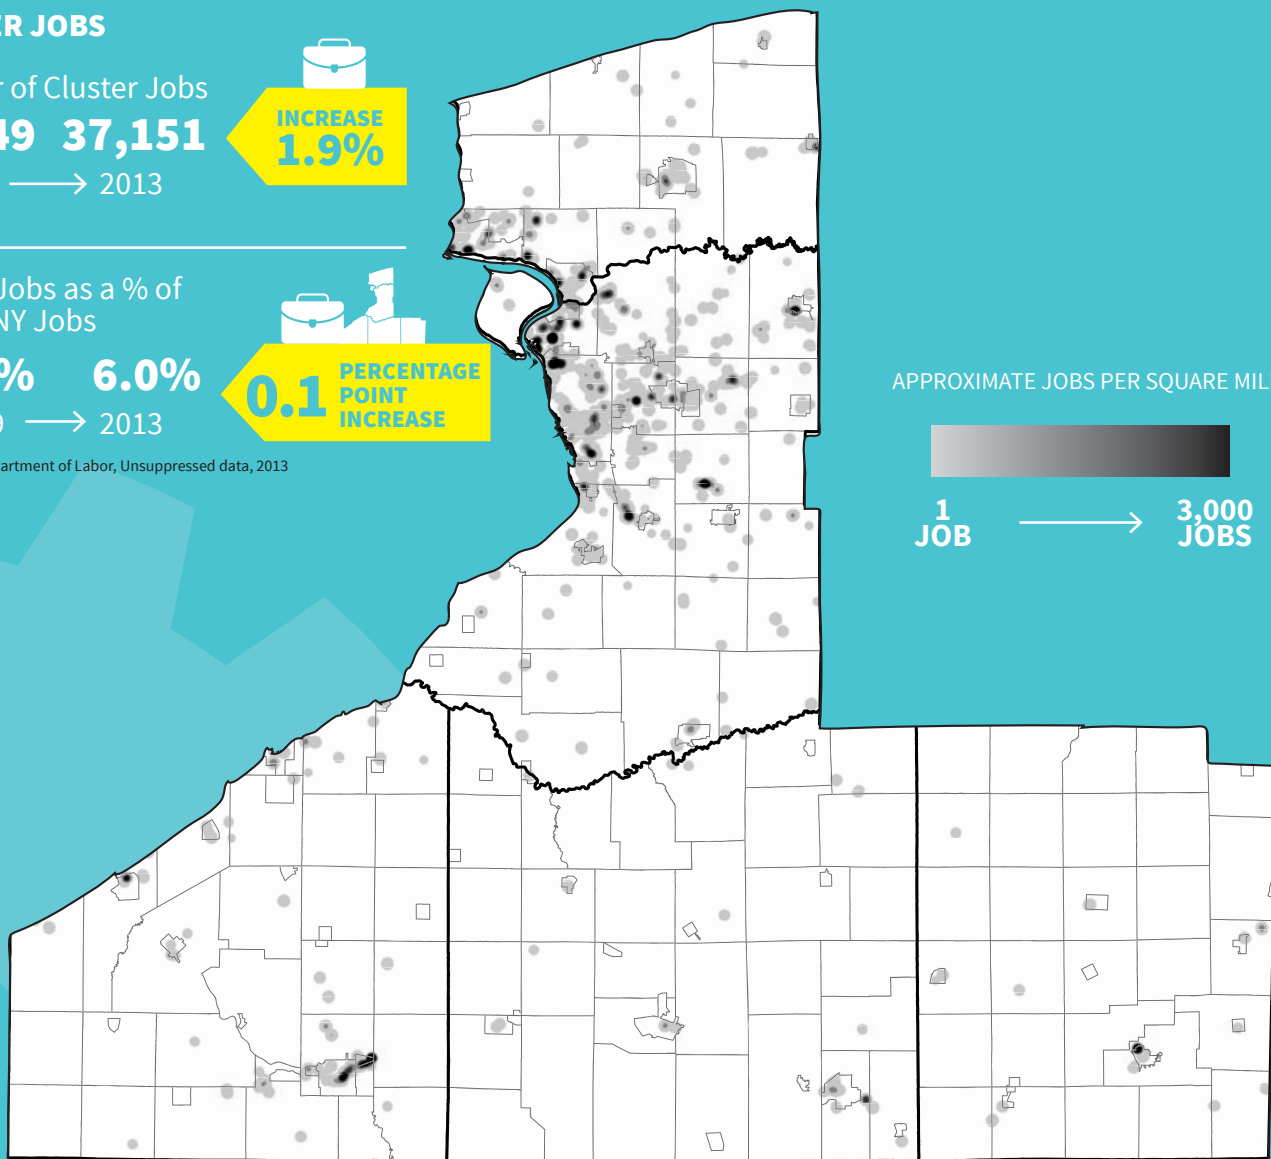 ER JOBS
r of Cluster Jobs
49 37,151
2013
INCREASE
1.9%
Jobs as a % of
NY Jobs
% 6.0%
9 2013
0.1
PERCENTAGE
POINT
INCREASE
artment of Labor, Unsuppressed data, 2013
APPROXIMATE JOBS PER SQUARE MIL
1
JOB
3,000
JOBS